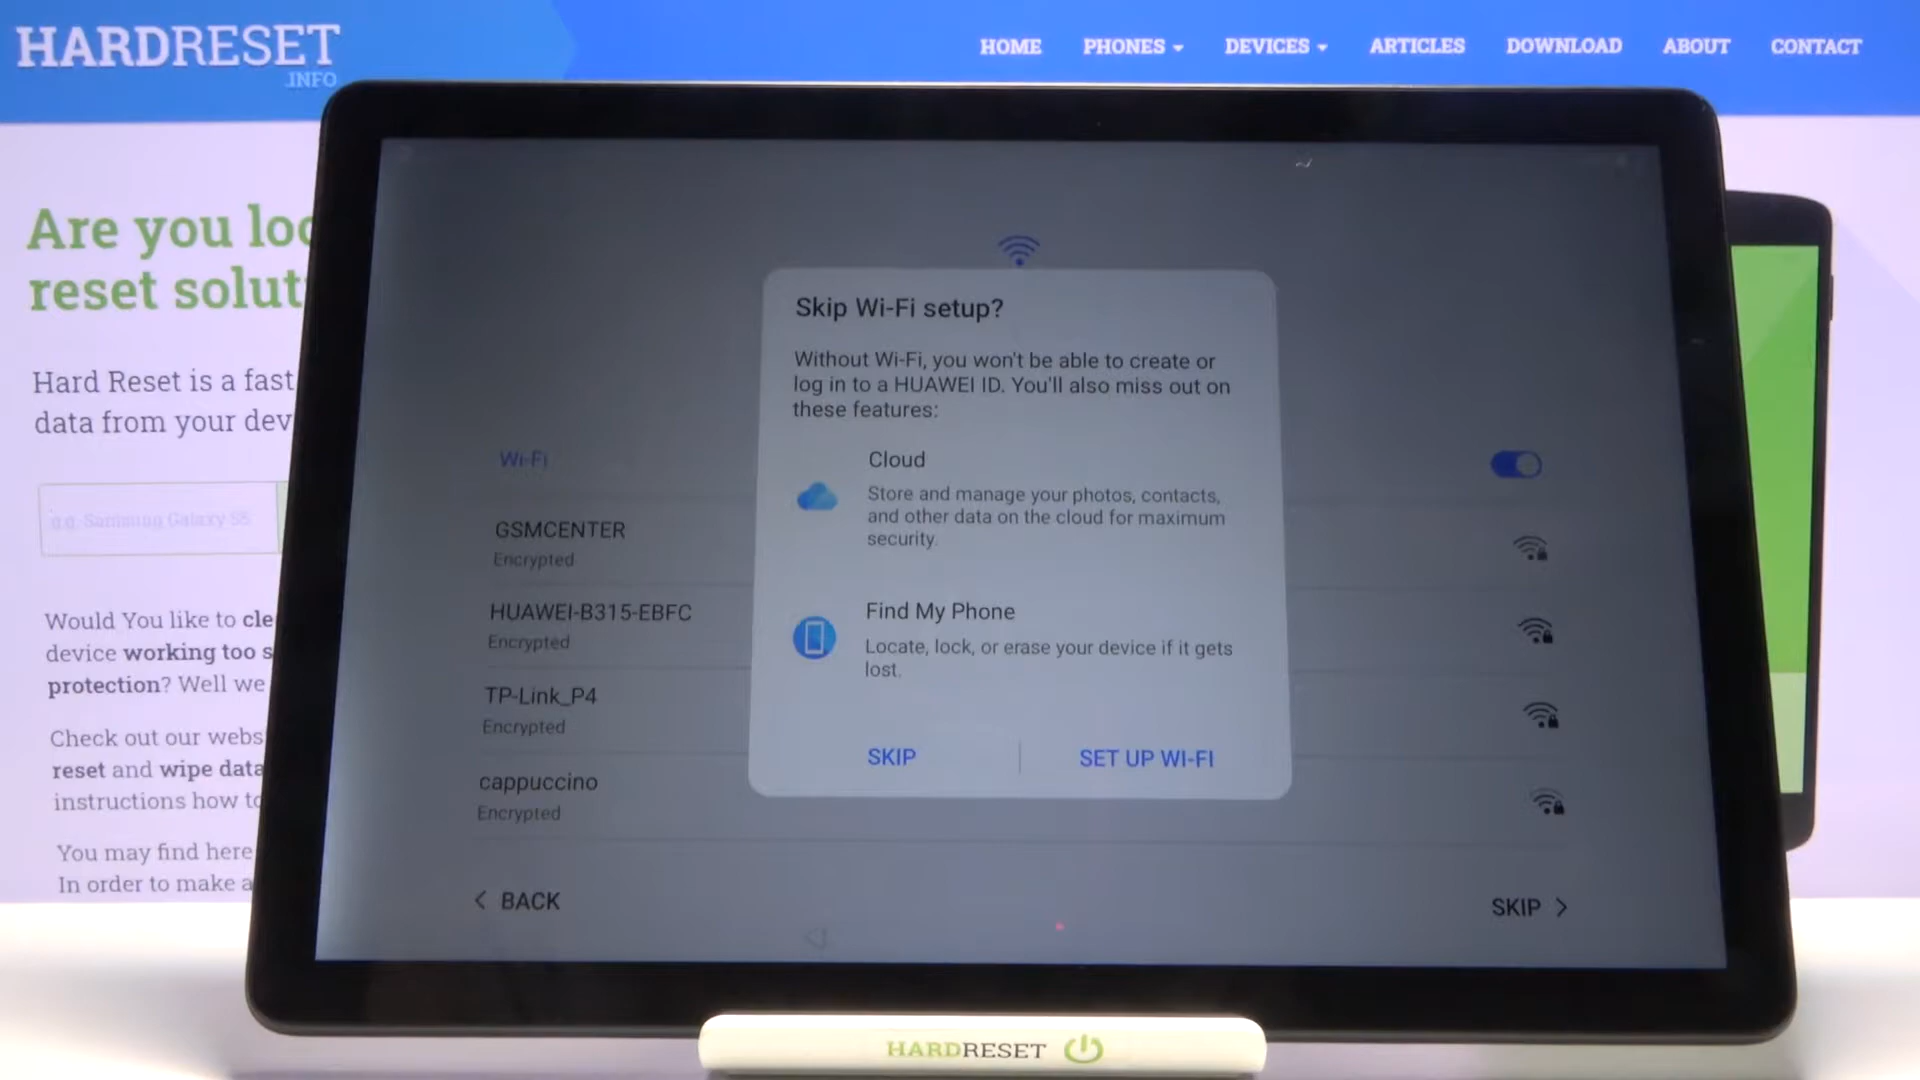 HARDRESET
.INFO
HOME PHONES DEVICES ARTICLES DOWNLOAD ABOUT CONTACT
Are you
reset
Hard Reset is a fast
data from your
e.g. Samsung Galaxy S5
Would You like to
device working too
protection? Well we
Check out our
reset and wipe data
instructions how
You may find here
In order to make
Skip Wi-Fi setup?
Without Wi-Fi, you won't be able to create or
log in to a HUAWEI ID. You'll also miss out on
these features:
Cloud
Store and manage your photos, contacts,
and other data on the cloud for maximum
security.
Find My Phone
Locate, lock, or erase your device if it gets
lost.
SKIP SET UP WI-FI
Wi-Fi
GSMCENTER
Encrypted
HUAWEI-B315-EBFC
Encrypted
TP-Link_P4
Encrypted
cappuccino
Encrypted
BACK
SKIP
HARDRESET